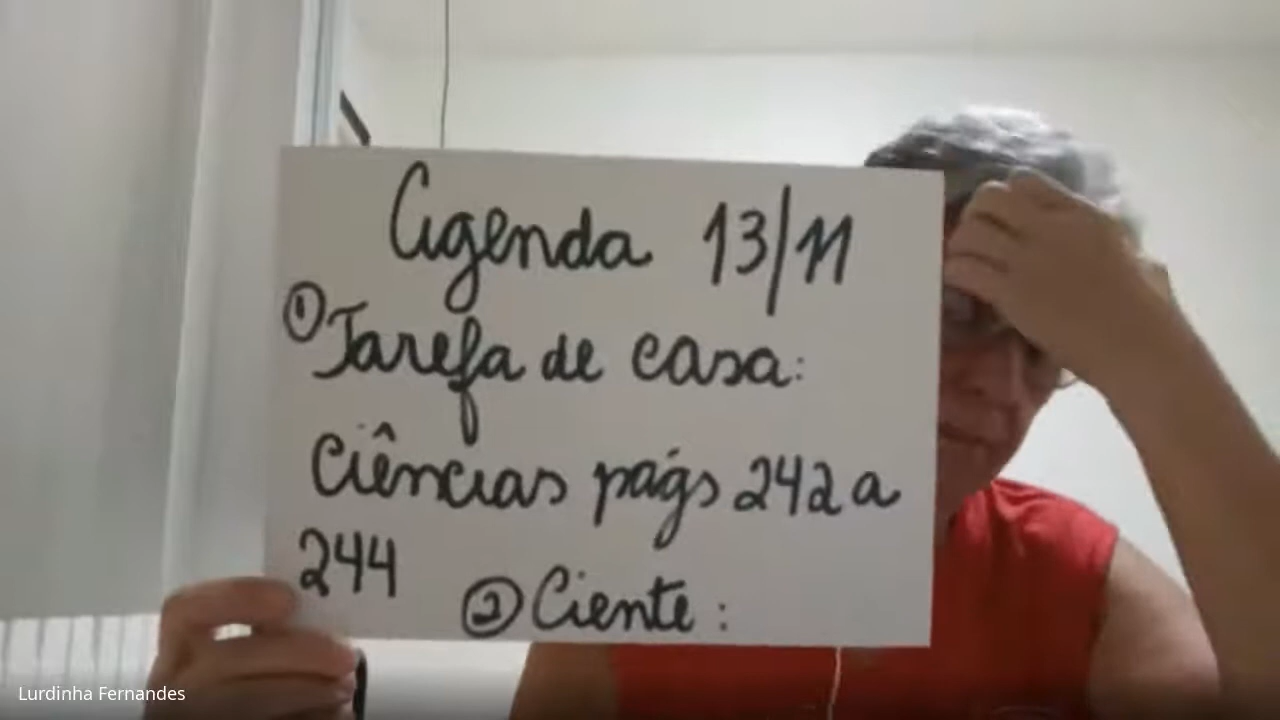 Agenda 13/11
① Tarefa de casa:
Ciências págs 242 a
244
② Ciente:
Lurdinha Fernandes